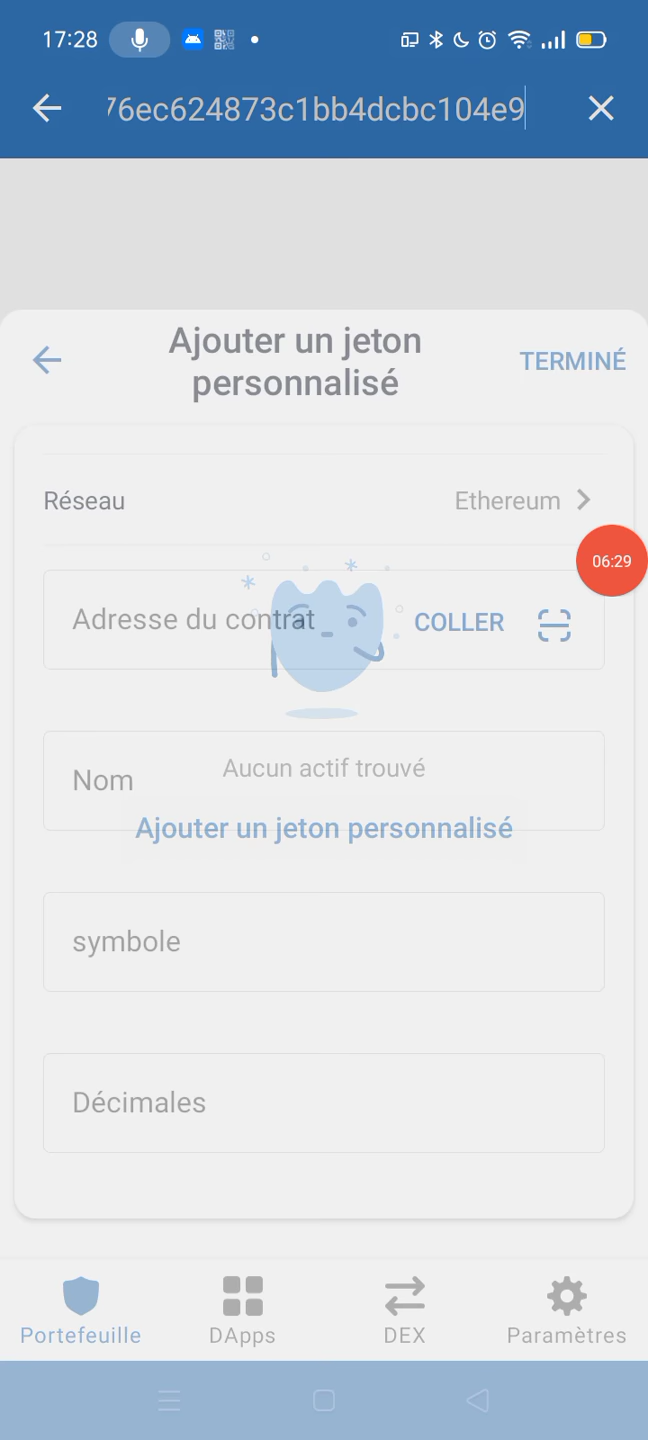 17:28
76ec624873c1bb4dcbc104e9
Ajouter un jeton
personnalisé
TERMINÉ
Réseau
Ethereum
06:29
Adresse du contrat
COLLER
Nom
Aucun actif trouvé
Ajouter un jeton personnalisé
symbole
Décimales
Portefeuille
DApps
DEX
Paramètres